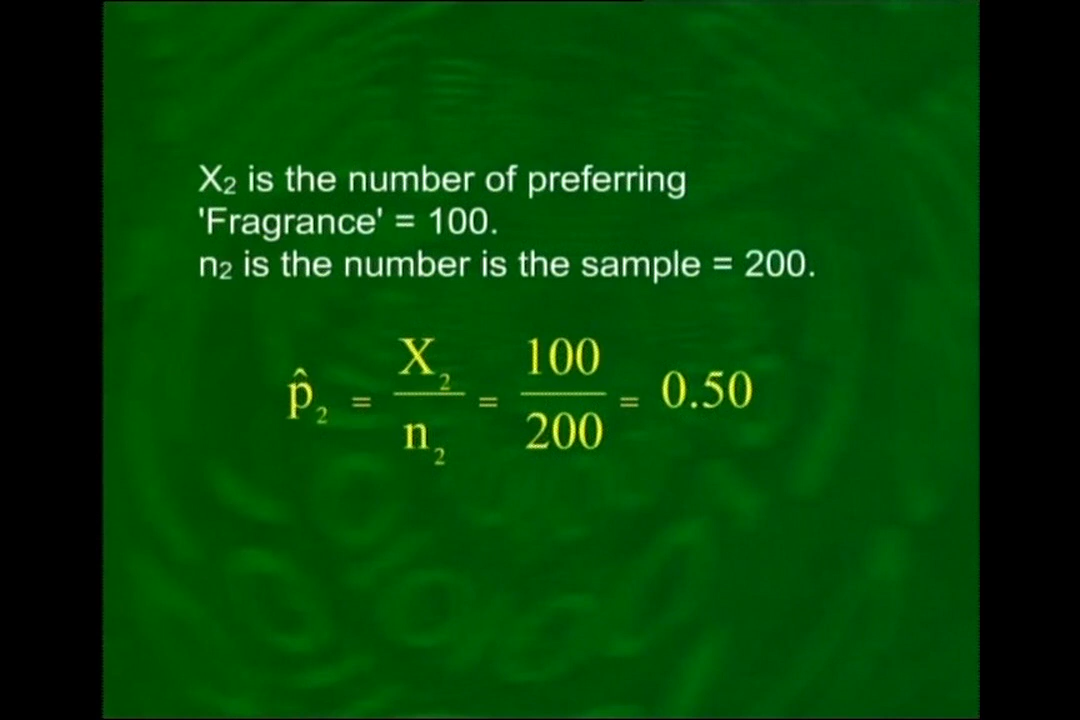 X₂ is the number of preferring
'Fragrance' = 100.
n₂ is the number is the sample = 200.
p̂₂ = X₂/n₂ = 100/200 = 0.50